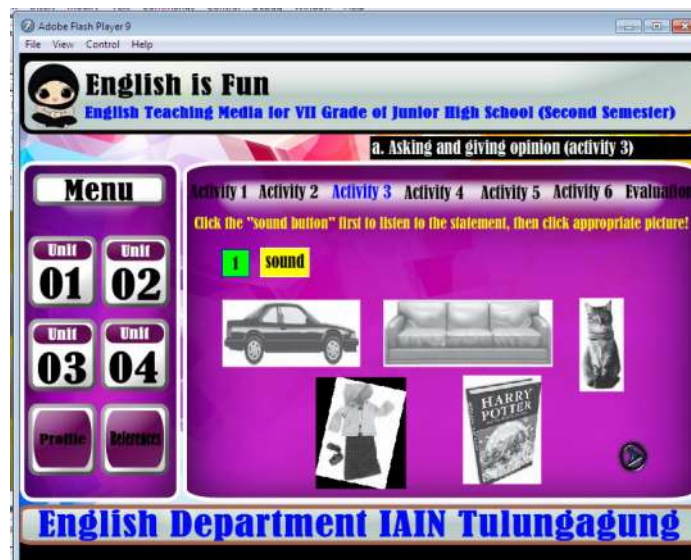 Adobe Flash Player 9
File View Control Help
English is Fun
English Teaching Media for VII Grade of Junior High School (Second Semester)
a. Asking and giving opinion (activity 3)
Menu
Activity 1 Activity 2 Activity 3 Activity 4 Activity 5 Activity 6 Evaluation
Click the "sound button" first to listen to the statement, then click appropriate picture!
1 sound
Unit 01
Unit 02
Unit 03
Unit 04
Profile
References
HARRY
POTTER
English Department IAIN Tulungagung